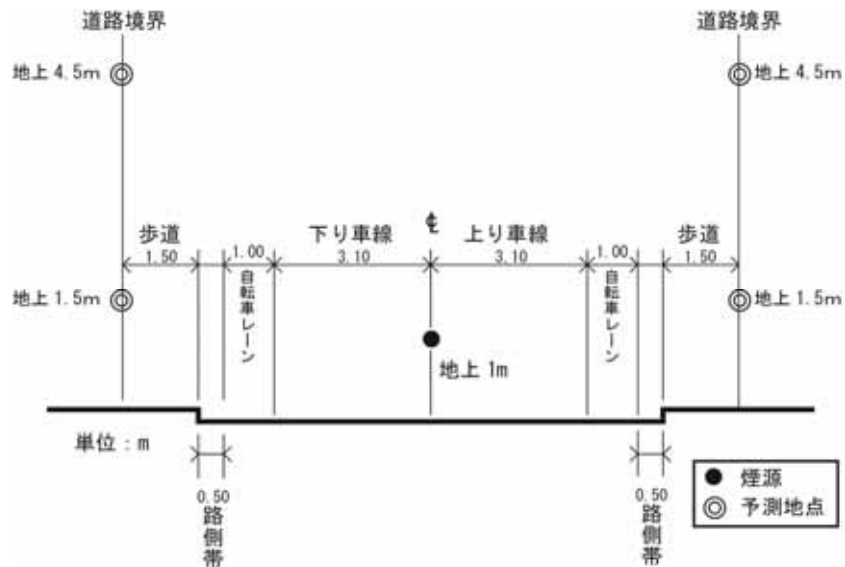 道路境界 道路境界
地上 4.5m 地上 4.5m
℄
歩道 下り車線 上り車線 歩道
1.50 1.00 3.10 3.10 1.00 1.50
自転車レーン 自転車レーン
地上 1.5m 地上 1.5m
地上 1m
単位：m
0.50 0.50
路側帯 路側帯
煙源
予測地点